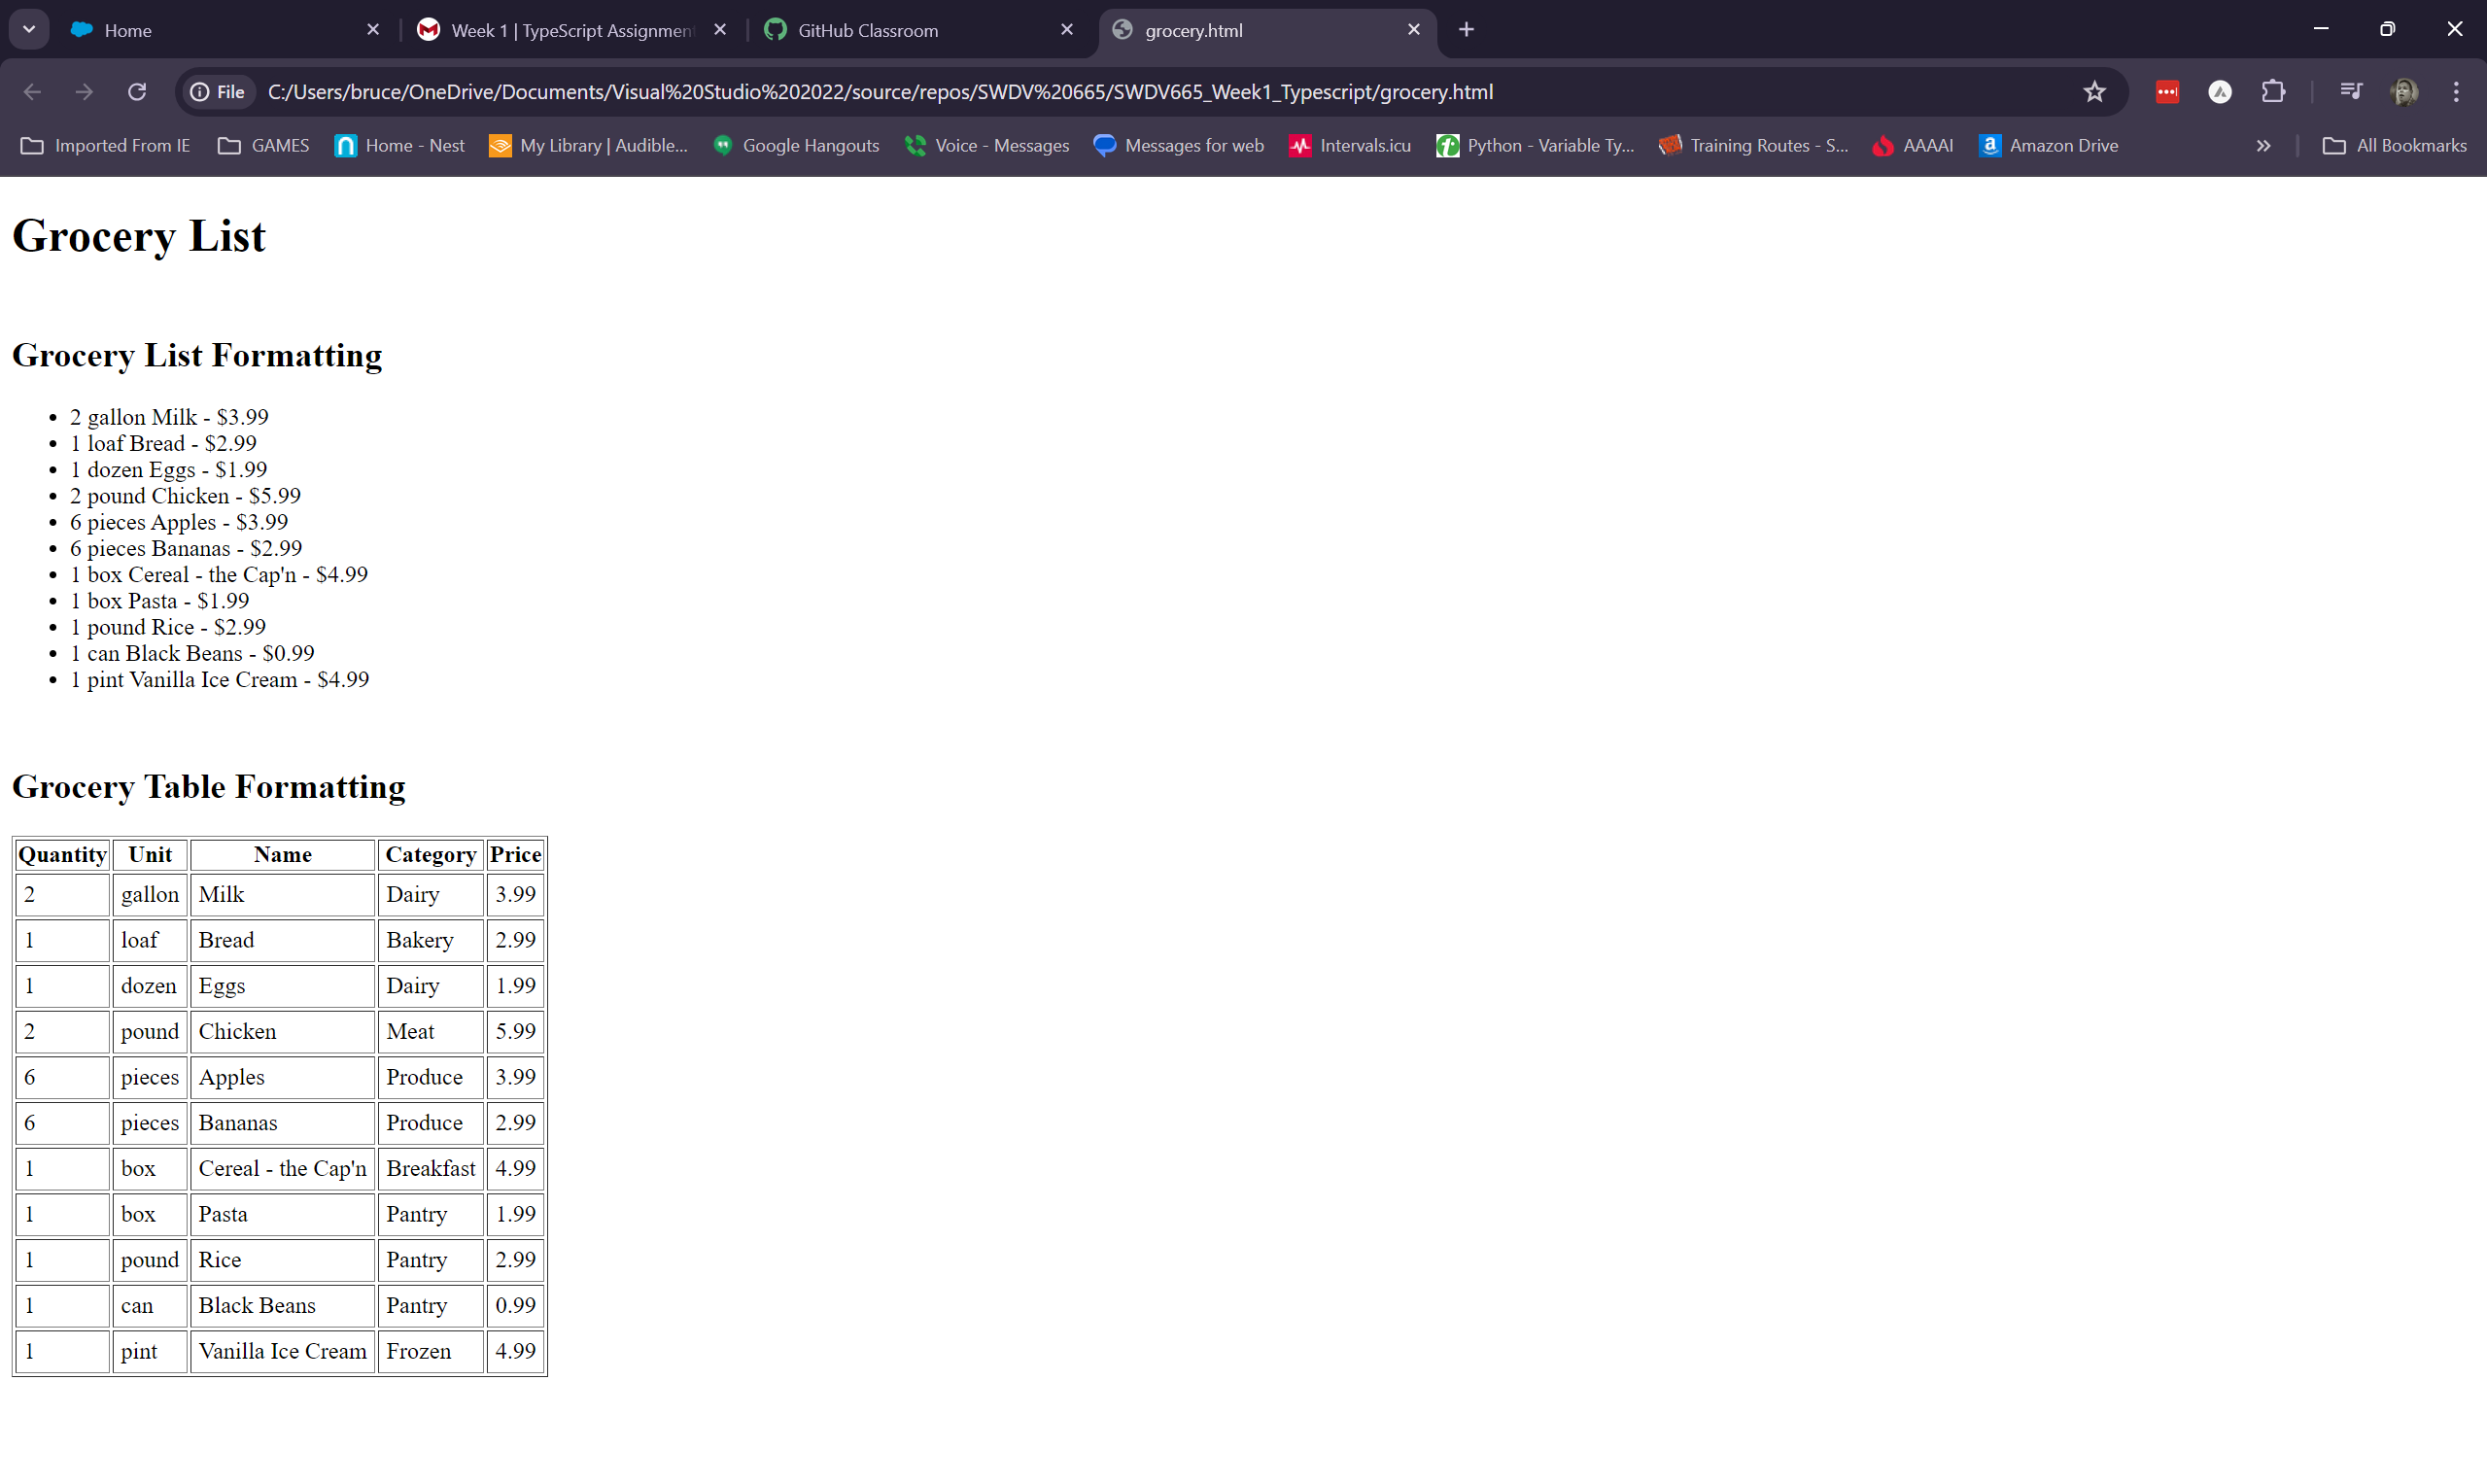 Home
Week 1 | TypeScript Assignmen
GitHub Classroom
grocery.html
File C:/Users/bruce/OneDrive/Documents/Visual%20Studio%202022/source/repos/SWDV%20665/SWDV665_Week1_Typescript/grocery.html
Imported From IE GAMES Home - Nest My Library | Audible... Google Hangouts Voice - Messages Messages for web Intervals.icu Python - Variable Ty... Training Routes - S... AAAAI Amazon Drive » All Bookmarks
Grocery List
Grocery List Formatting
• 2 gallon Milk - $3.99
• 1 loaf Bread - $2.99
• 1 dozen Eggs - $1.99
• 2 pound Chicken - $5.99
• 6 pieces Apples - $3.99
• 6 pieces Bananas - $2.99
• 1 box Cereal - the Cap'n - $4.99
• 1 box Pasta - $1.99
• 1 pound Rice - $2.99
• 1 can Black Beans - $0.99
• 1 pint Vanilla Ice Cream - $4.99
Grocery Table Formatting
Quantity Unit Name Category Price
2 gallon Milk Dairy 3.99
1 loaf Bread Bakery 2.99
1 dozen Eggs Dairy 1.99
2 pound Chicken Meat 5.99
6 pieces Apples Produce 3.99
6 pieces Bananas Produce 2.99
1 box Cereal - the Cap'n Breakfast 4.99
1 box Pasta Pantry 1.99
1 pound Rice Pantry 2.99
1 can Black Beans Pantry 0.99
1 pint Vanilla Ice Cream Frozen 4.99